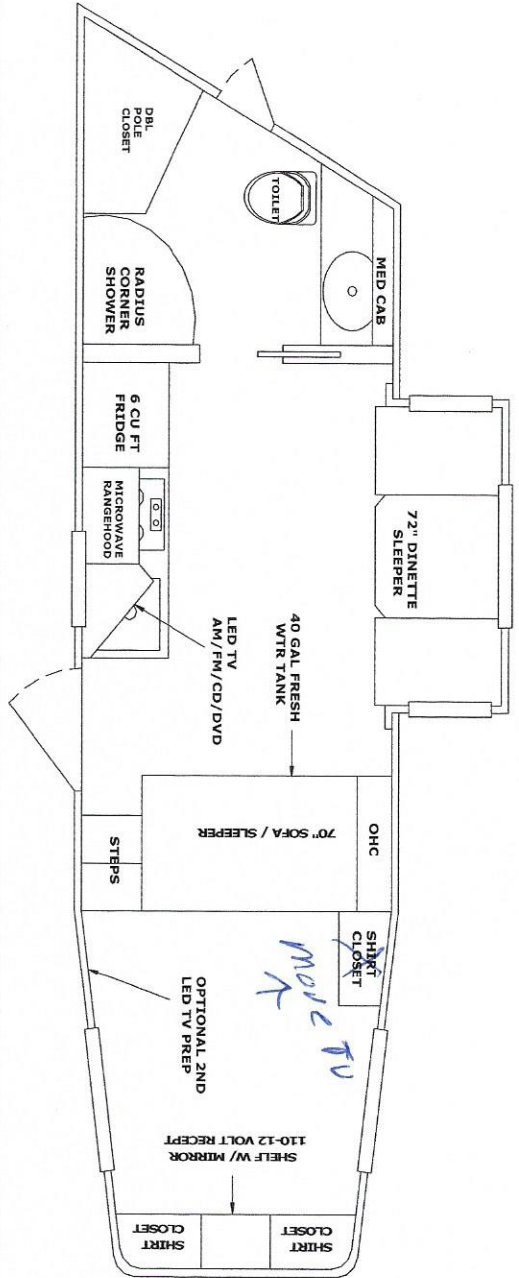 DBL
POLE
CLOSET
TOILET
MED CAB
RADIUS
CORNER
SHOWER
6 CU FT
FRIDGE
MICROWAVE
RANGEHOOD
72" DINETTE
SLEEPER
LED TV
AM/FM/CD/DVD
40 GAL FRESH
WTR TANK
70" SOFA / SLEEPER
OHC
STEPS
SHIRT
CLOSET
Move TV
OPTIONAL 2ND
LED TV PREP
SHELF W/ MIRROR
110-12 VOLT RECEPT
SHIRT
CLOSET
SHIRT
CLOSET